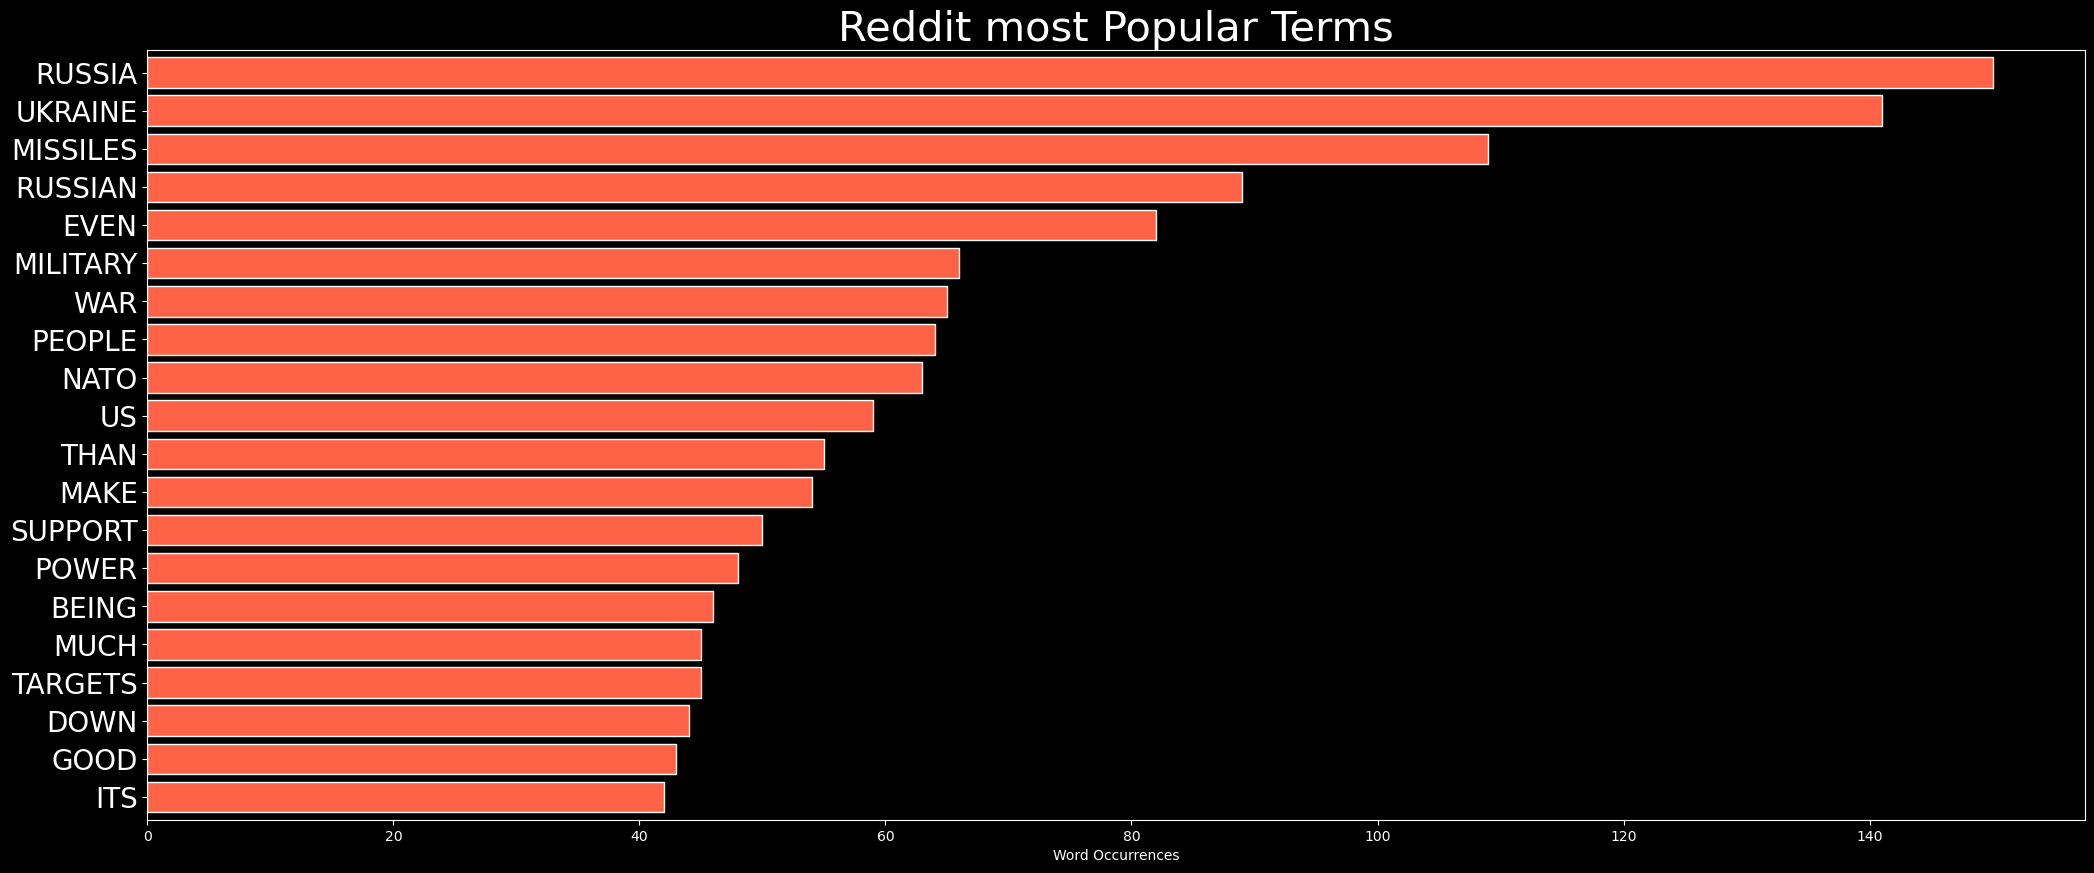 Reddit most Popular Terms
RUSSIA
UKRAINE
MISSILES
RUSSIAN
EVEN
MILITARY
WAR
PEOPLE
NATO
US
THAN
MAKE
SUPPORT
POWER
BEING
MUCH
TARGETS
DOWN
GOOD
ITS
0 20 40 60 80 100 120 140
Word Occurrences